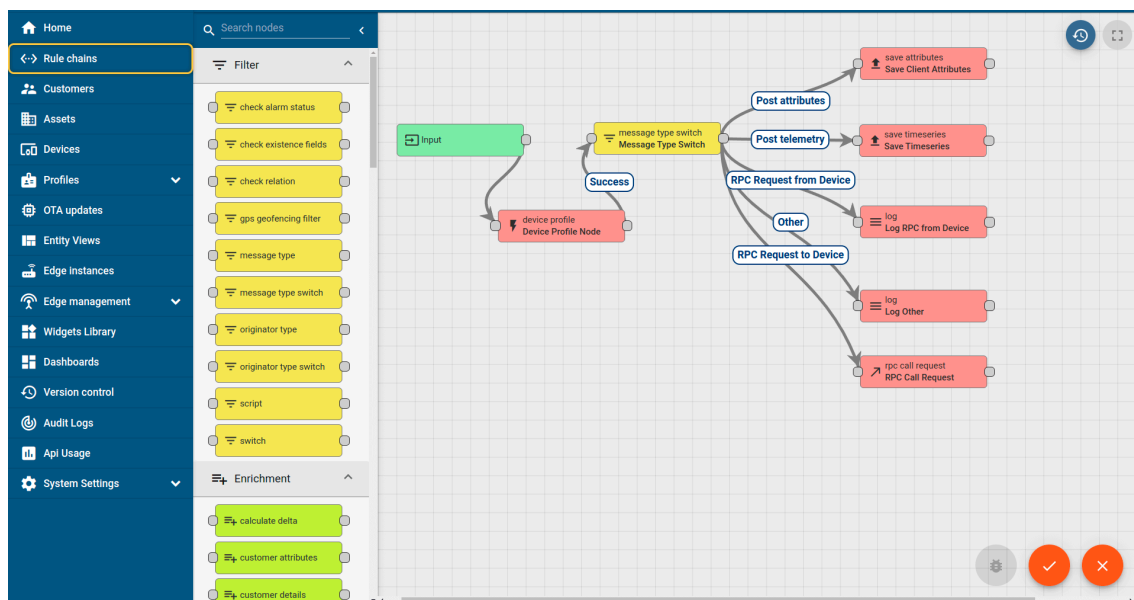 Home
Rule chains
Customers
Assets
Devices
Profiles
OTA updates
Entity Views
Edge instances
Edge management
Widgets Library
Dashboards
Version control
Audit Logs
Api Usage
System Settings
Search nodes
Filter
check alarm status
check existence fields
check relation
gps geofencing filter
message type
message type switch
originator type
originator type switch
script
switch
Enrichment
calculate delta
customer attributes
customer details
Input
device profile
Device Profile Node
Success
message type switch
Message Type Switch
Post attributes
Post telemetry
RPC Request from Device
Other
RPC Request to Device
save attributes
Save Client Attributes
save timeseries
Save Timeseries
log
Log RPC from Device
log
Log Other
rpc call request
RPC Call Request